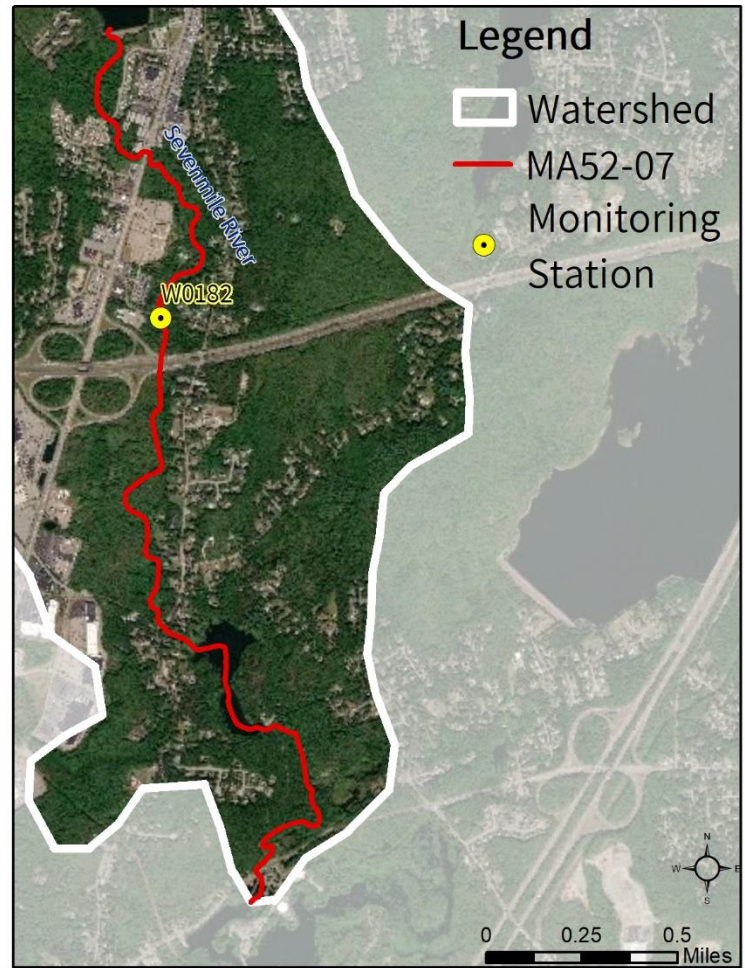 Legend
Watershed
MA52-07
Monitoring
Station
Sevenmile River
W0182
N
W
E
S
0
0.25
0.5
Miles